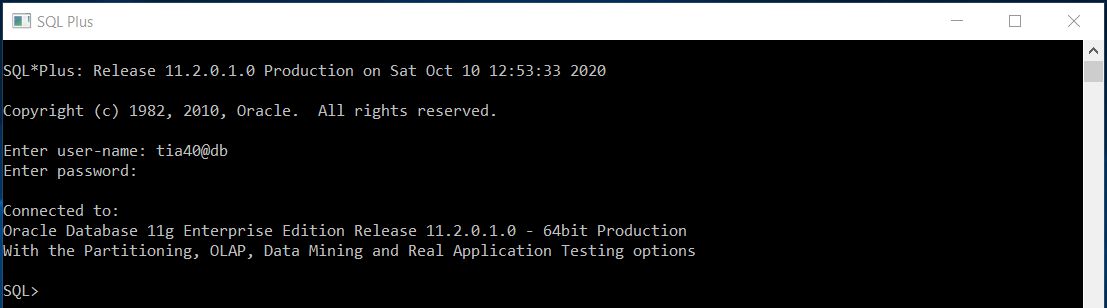 SQL Plus
SQL*Plus: Release 11.2.0.1.0 Production on Sat Oct 10 12:53:33 2020
Copyright (c) 1982, 2010, Oracle.  All rights reserved.
Enter user-name: tia40@db
Enter password:
Connected to:
Oracle Database 11g Enterprise Edition Release 11.2.0.1.0 - 64bit Production
With the Partitioning, OLAP, Data Mining and Real Application Testing options
SQL>